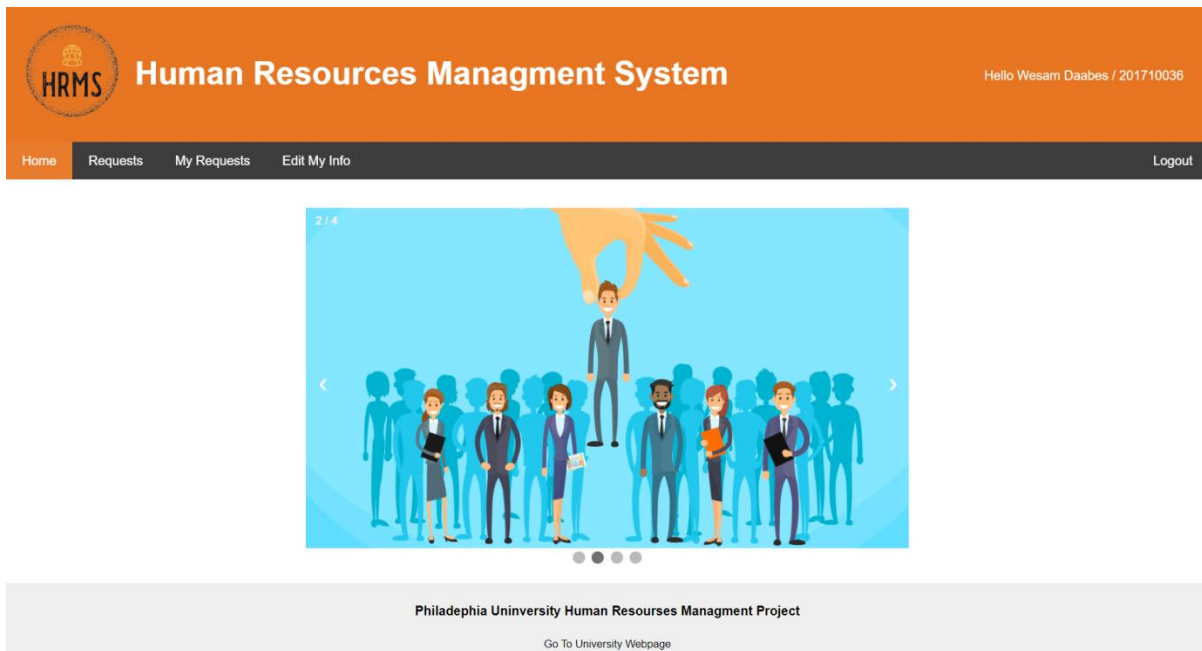 HRMS
Human Resources Managment System
Hello Wesam Daabes / 201710036
Home Requests My Requests Edit My Info Logout
2 / 4
Philadephia Uninversity Human Resourses Managment Project
Go To University Webpage